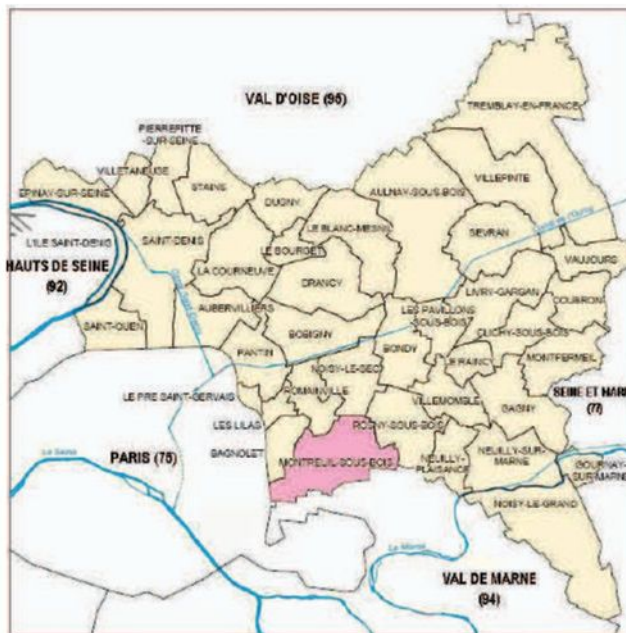 VAL D'OISE (95)
TREMBLAY-EN-FRANCE
PIERREFITTE
-SUR-SEINE
VILLETANEUSE
VILLEPINTE
EPINAY-SUR-SEINE
STAINS
AULNAY-SOUS-BOIS
DUGNY
LE BLANC-MESNIL
SEVRAN
Canal de l'Ourcq
L'ILE SAINT-DENIS
SAINT-DENIS
LE BOURGET
VAUJOURS
HAUTS DE SEINE
(92)
LA COURNEUVE
DRANCY
LIVRY-GARGAN
COUBRON
AUBERVILLIERS
LES PAVILLONS
-SOUS-BOIS
SAINT-OUEN
BOBIGNY
CLICHY-SOUS-BOIS
PANTIN
BONDY
LE RAINCY
MONTFERMEIL
NOISY-LE-SEC
LE PRE SAINT-GERVAIS
ROMAINVILLE
VILLEMOMBLE
SEINE ET MARN
(77)
GAGNY
LES LILAS
ROSNY-SOUS-BOIS
La Seine
PARIS (75)
BAGNOLET
MONTREUIL-SOUS-BOIS
NEUILLY-
PLAISANCE
NEUILLY-SUR-
MARNE
GOURNAY-
SUR-MARNE
NOISY-LE-GRAND
La Marne
VAL DE MARNE
(94)